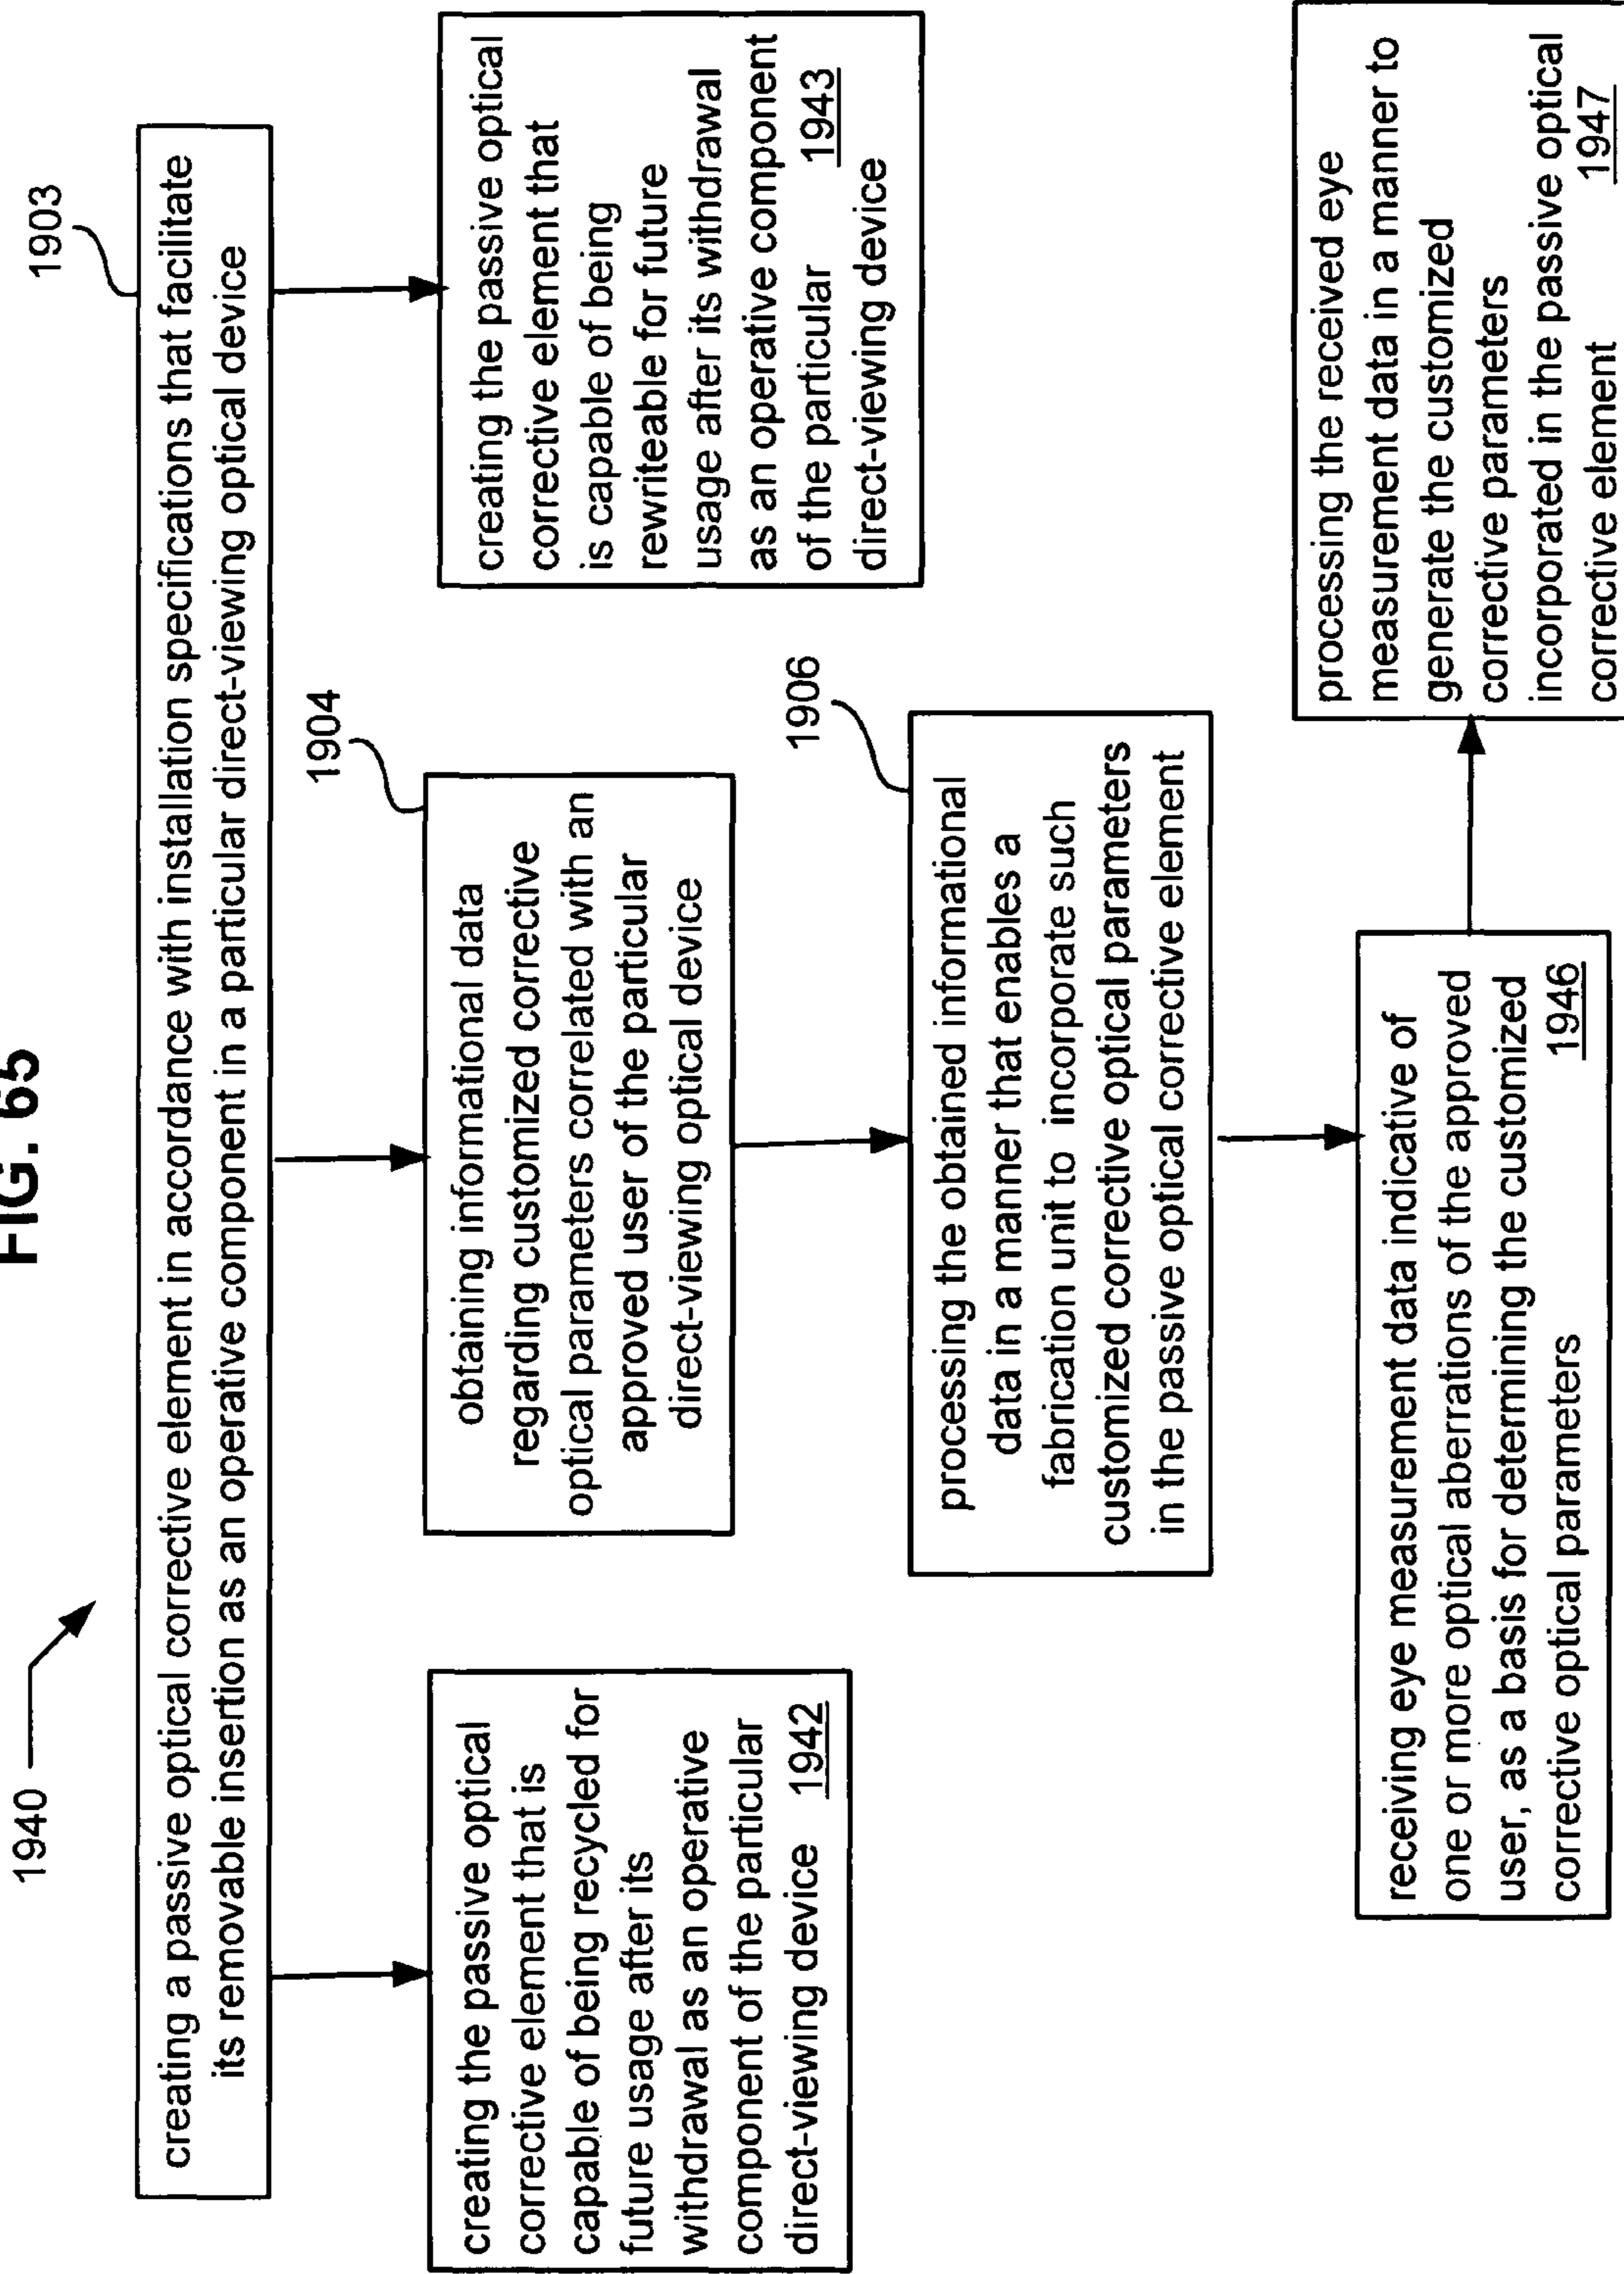 FIG. 65
1940
1903
creating a passive optical corrective element in accordance with installation specifications that facilitate
its removable insertion as an operative component in a particular direct-viewing optical device
creating the passive optical
corrective element that is
capable of being recycled for
future usage after its
withdrawal as an operative
component of the particular
direct-viewing device 1942
1904
obtaining informational data
regarding customized corrective
optical parameters correlated with an
approved user of the particular
direct-viewing optical device
creating the passive optical
corrective element that
is capable of being
rewriteable for future
usage after its withdrawal
as an operative component
of the particular 1943
direct-viewing device
1906
processing the obtained informational
data in a manner that enables a
fabrication unit to incorporate such
customized corrective optical parameters
in the passive optical corrective element
receiving eye measurement data indicative of
one or more optical aberrations of the approved
user, as a basis for determining the customized
corrective optical parameters 1946
processing the received eye
measurement data in a manner to
generate the customized
corrective parameters
incorporated in the passive optical
corrective element 1947